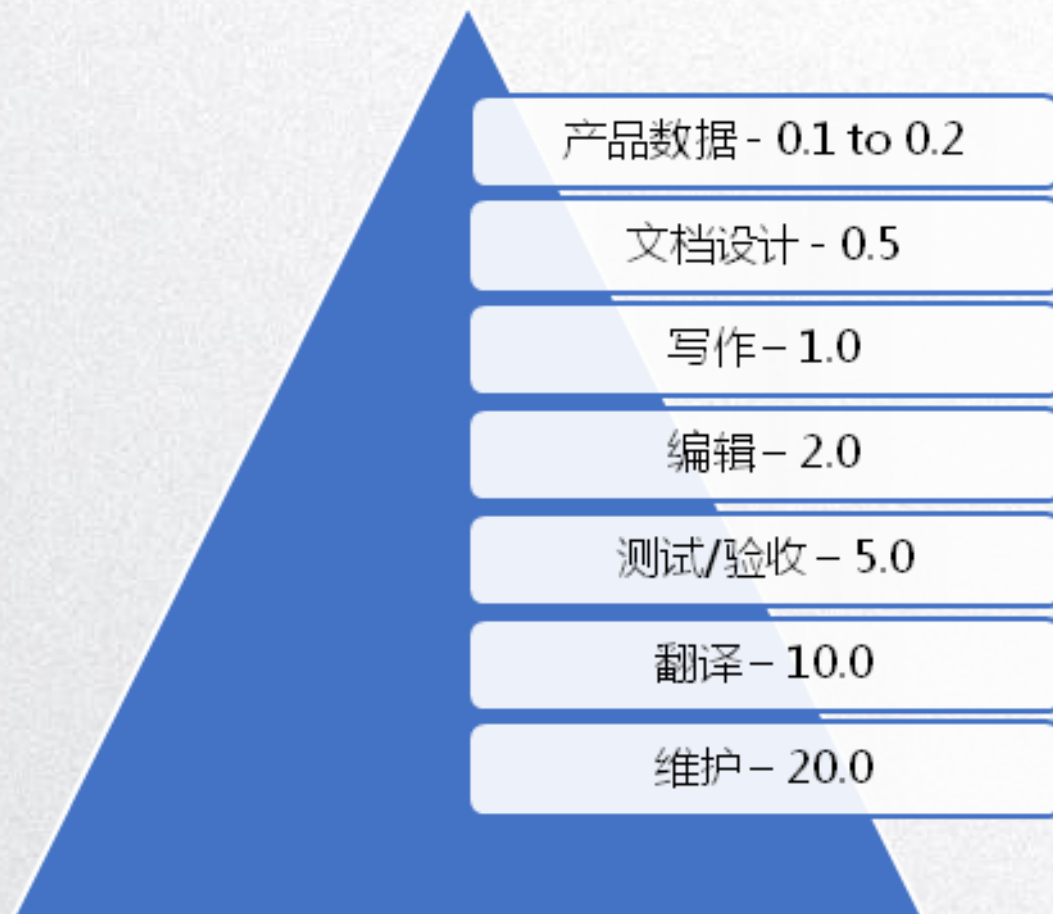 产品数据 - 0.1 to 0.2
文档设计 - 0.5
写作 – 1.0
编辑 – 2.0
测试/验收 – 5.0
翻译 – 10.0
维护 – 20.0